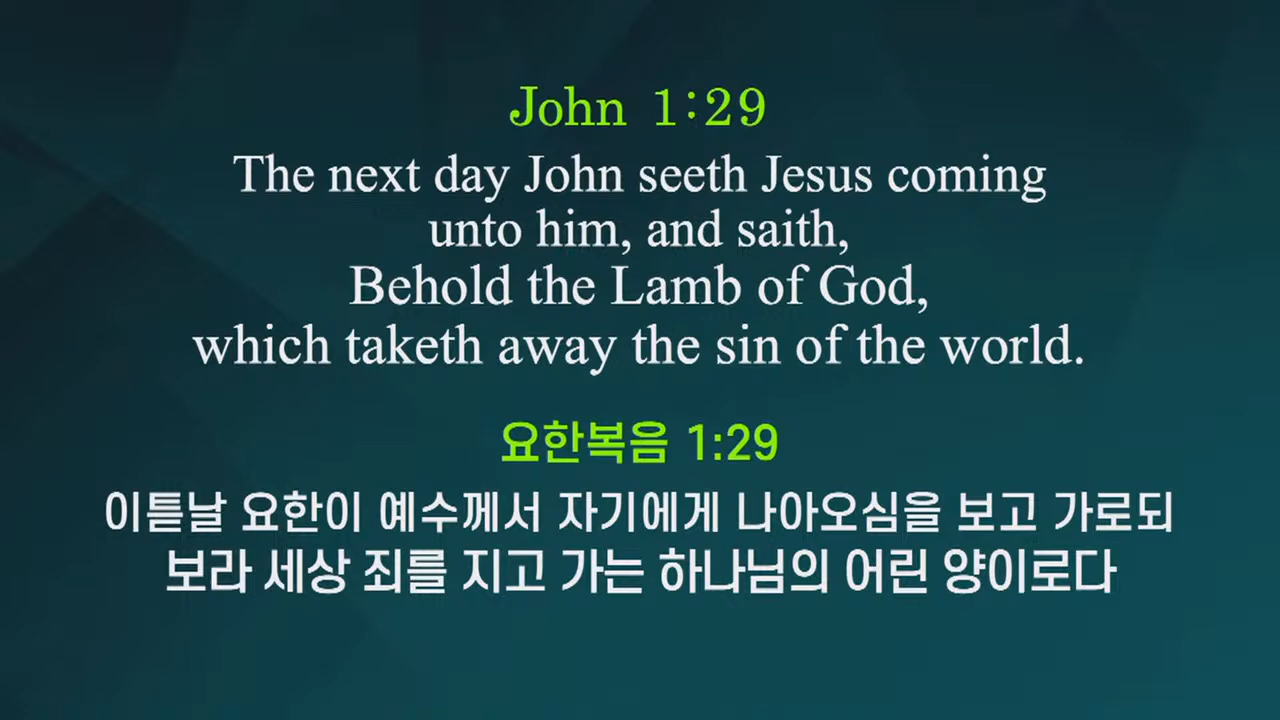 John 1:29
The next day John seeth Jesus coming
unto him, and saith,
Behold the Lamb of God,
which taketh away the sin of the world.
요한복음 1:29
이튿날 요한이 예수께서 자기에게 나아오심을 보고 가로되
보라 세상 죄를 지고 가는 하나님의 어린 양이로다